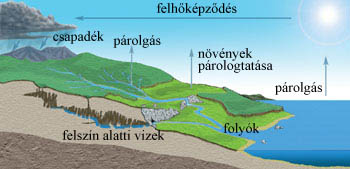 felhőképződés
csapadék
párolgás
növények
párologtatása
párolgás
felszín alatti vizek
folyók